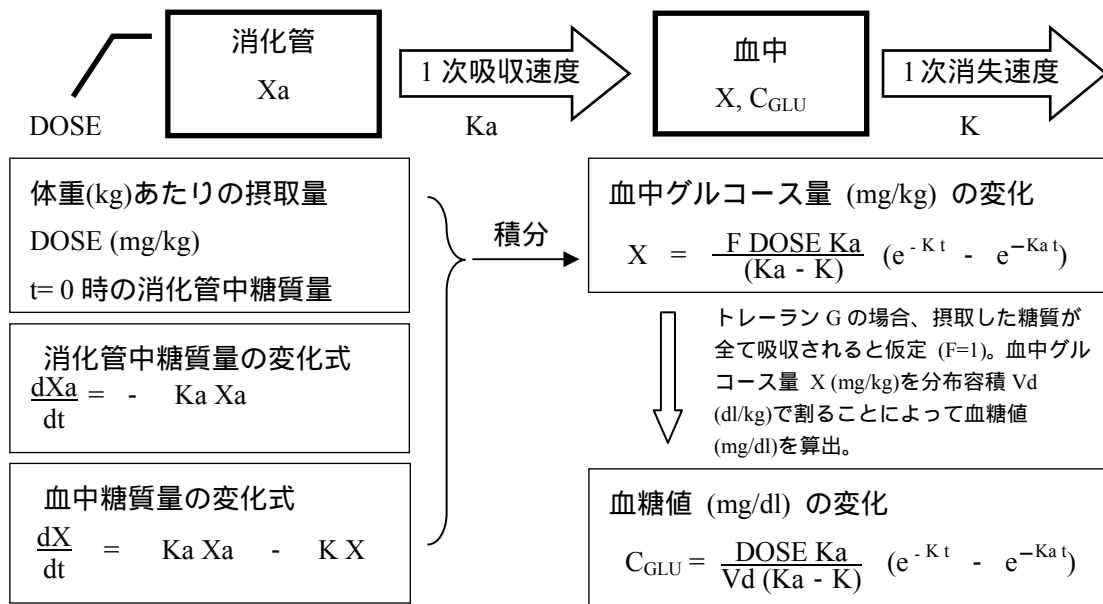 消化管
Xa
DOSE
1 次吸収速度
Ka
血中
X, C_GLU
1 次消失速度
K
体重(kg)あたりの摂取量
DOSE (mg/kg)
t= 0 時の消化管中糖質量
消化管中糖質量の変化式
dXa/dt = - Ka Xa
血中糖質量の変化式
dX/dt = Ka Xa - K X
積分
血中グルコース量 (mg/kg) の変化
X = F DOSE Ka/(Ka - K) (e^{- K t} - e^{−Ka t})
トレーラン G の場合、摂取した糖質が
全て吸収されると仮定 (F=1)。血中グル
コース量 X (mg/kg)を分布容積 Vd
(dl/kg)で割ることによって血糖値
(mg/dl)を算出。
血糖値 (mg/dl) の変化
C_GLU = DOSE Ka/Vd (Ka - K) (e^{- K t} - e^{−Ka t})